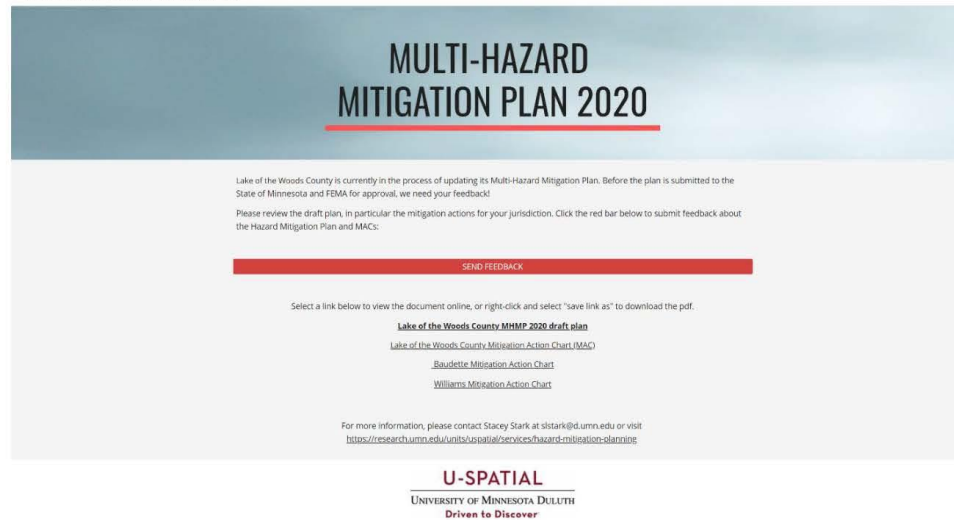 MULTI-HAZARD
MITIGATION PLAN 2020
Lake of the Woods County is currently in the process of updating its Multi-Hazard Mitigation Plan. Before the plan is submitted to the
State of Minnesota and FEMA for approval, we need your feedback!
Please review the draft plan, in particular the mitigation actions for your jurisdiction. Click the red bar below to submit feedback about
the Hazard Mitigation Plan and MACs:
SEND FEEDBACK
Select a link below to view the document online, or right-click and select "save link as" to download the pdf.
Lake of the Woods County MHMP 2020 draft plan
Lake of the Woods County Mitigation Action Chart (MAC)
Baudette Mitigation Action Chart
Williams Mitigation Action Chart
For more information, please contact Stacey Stark at slstark@d.umn.edu or visit
https://research.umn.edu/units/uspatial/services/hazard-mitigation-planning
U-SPATIAL
UNIVERSITY OF MINNESOTA DULUTH
Driven to Discover